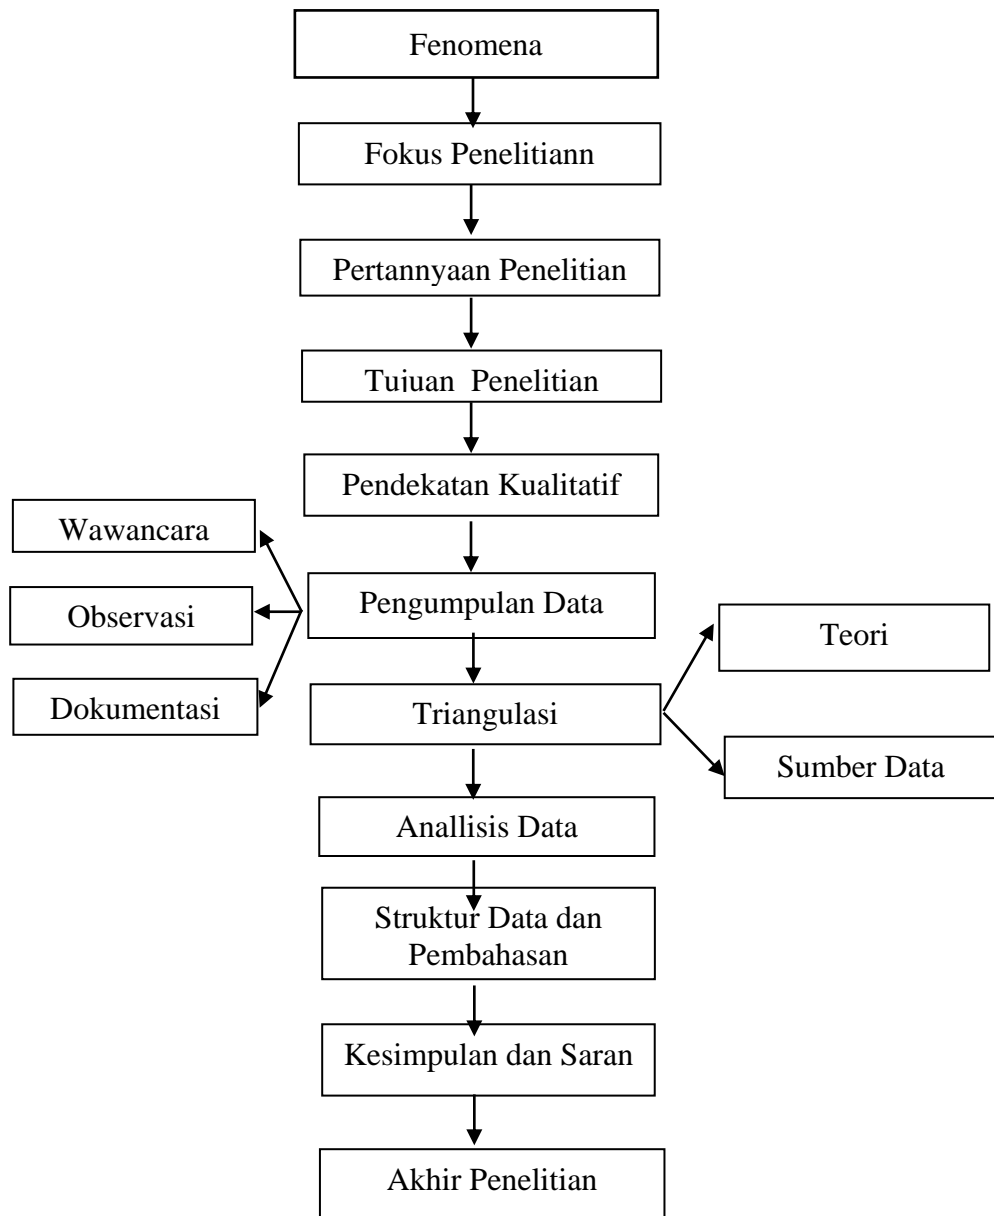 Fenomena
Fokus Penelitiann
Pertannyaan Penelitian
Tujuan Penelitian
Pendekatan Kualitatif
Wawancara
Observasi
Pengumpulan Data
Teori
Dokumentasi
Triangulasi
Sumber Data
Anallisis Data
Struktur Data dan
Pembahasan
Kesimpulan dan Saran
Akhir Penelitian